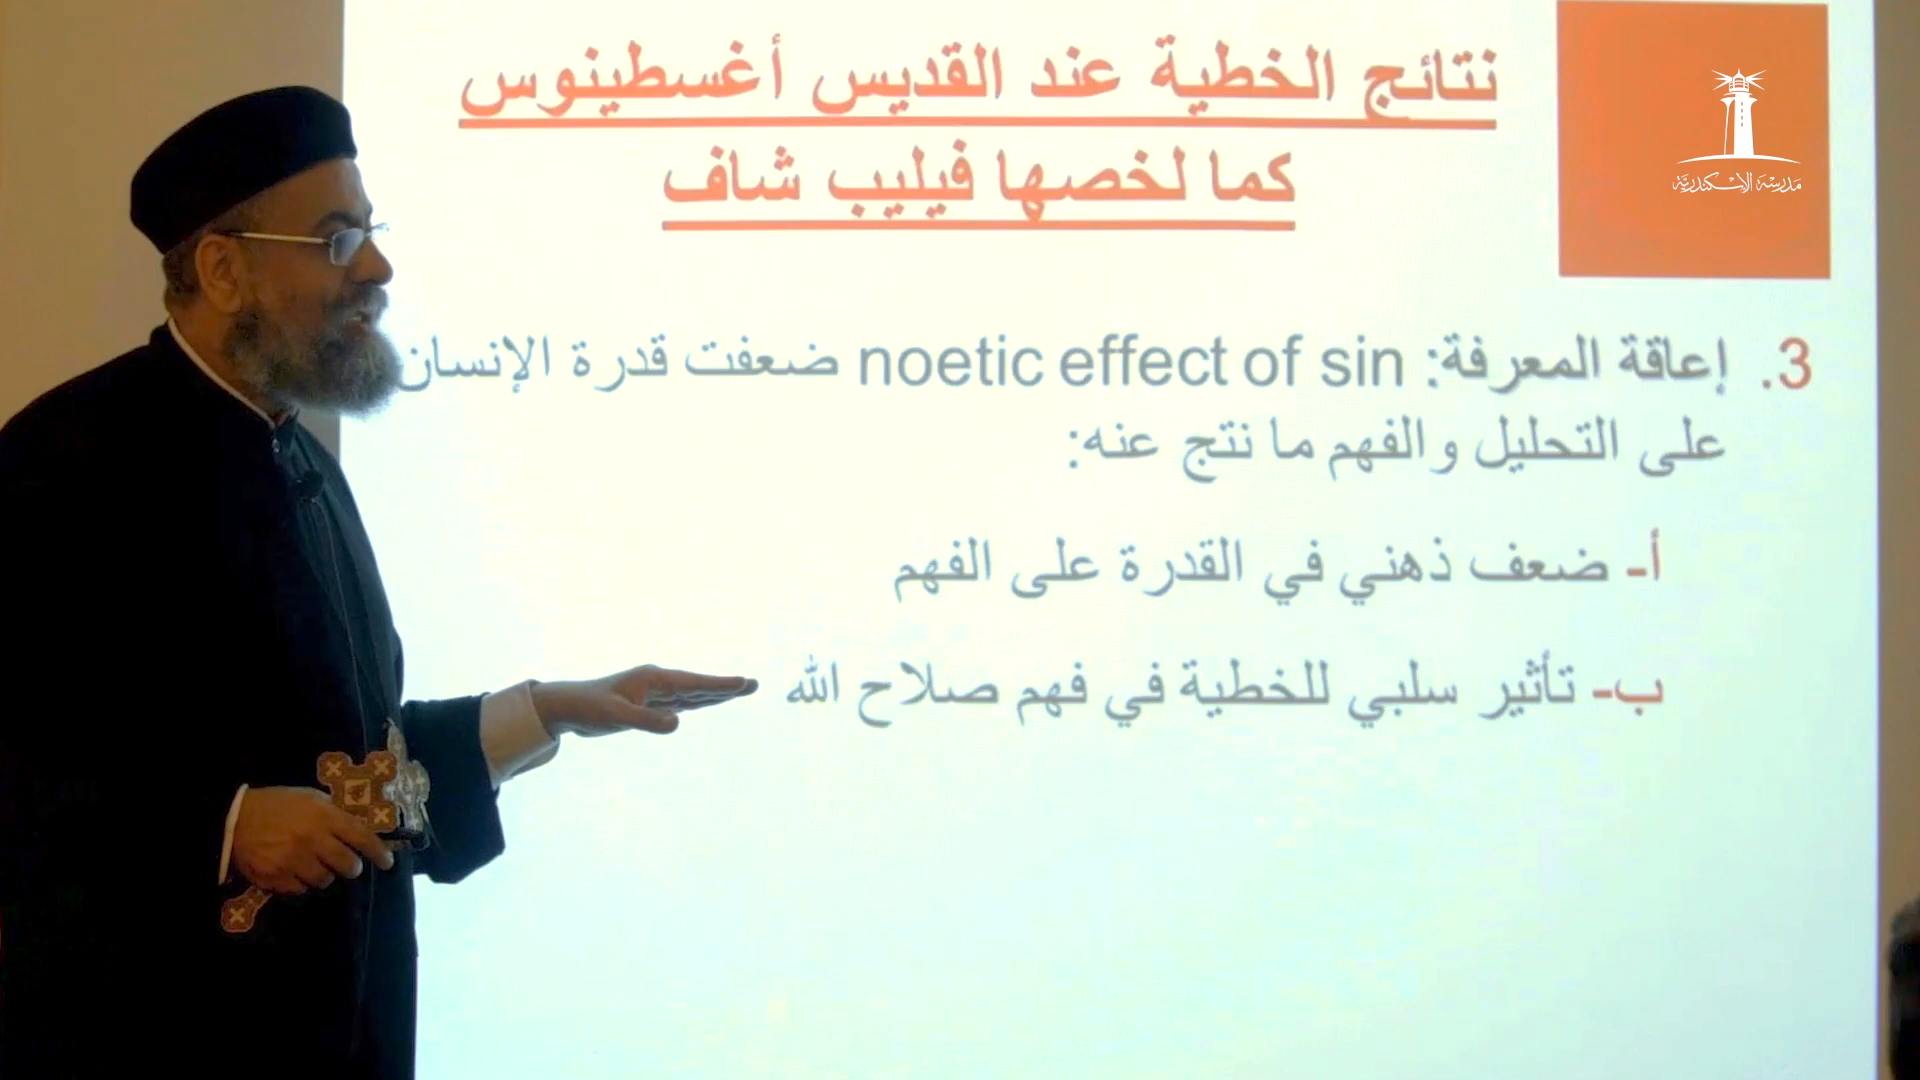 نتائج الخطية عند القديس أغسطينوس
كما لخصها فيليب شاف
مدرسة الإسكندرية
3. إعاقة المعرفة: noetic effect of sin ضعفت قدرة الإنسان
على التحليل والفهم ما نتج عنه:
أ- ضعف ذهني في القدرة على الفهم
ب- تأثير سلبي للخطية في فهم صلاح الله